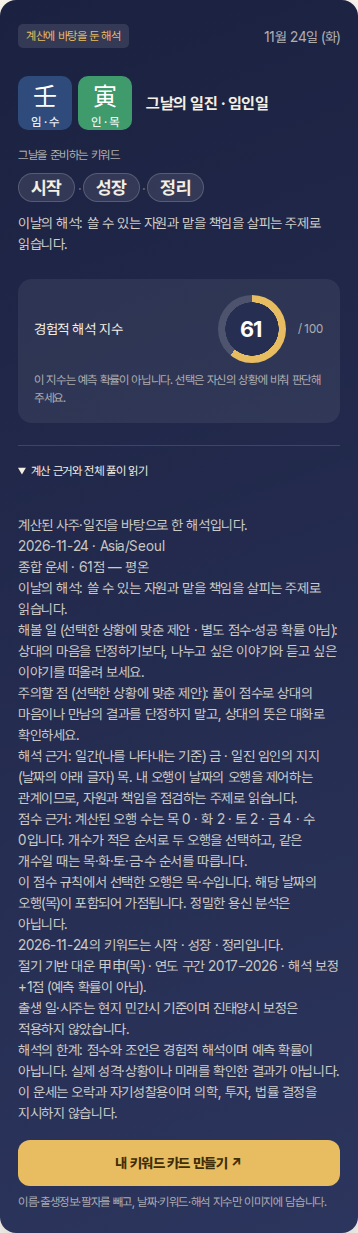 계산에 바탕을 둔 해석
11월 24일 (화)
壬 寅
임·수 인·목
그날의 일진 · 임인일
그날을 준비하는 키워드
시작 · 성장 · 정리
이날의 해석: 쓸 수 있는 자원과 맡을 책임을 살피는 주제로
읽습니다.
경험적 해석 지수
61
/ 100
이 지수는 예측 확률이 아닙니다. 선택은 자신의 상황에 비춰 판단해
주세요.
▼ 계산 근거와 전체 풀이 읽기
계산된 사주·일진을 바탕으로 한 해석입니다.
2026-11-24 · Asia/Seoul
종합 운세 · 61점 — 평온
이날의 해석: 쓸 수 있는 자원과 맡을 책임을 살피는 주제로
읽습니다.
해볼 일 (선택한 상황에 맞춘 제안 · 별도 점수·성공 확률 아님):
상대의 마음을 단정하기보다, 나누고 싶은 이야기와 듣고 싶은
이야기를 떠올려 보세요.
주의할 점 (선택한 상황에 맞춘 제안): 풀이 점수로 상대의
마음이나 만남의 결과를 단정하지 말고, 상대의 뜻은 대화로
확인하세요.
해석 근거: 일간(나를 나타내는 기준) 금 · 일진 임인의 지지
(날짜의 아래 글자) 목. 내 오행이 날짜의 오행을 제어하는
관계이므로, 자원과 책임을 점검하는 주제로 읽습니다.
점수 근거: 계산된 오행 수는 목 0 · 화 2 · 토 2 · 금 4 · 수
0입니다. 개수가 적은 순서로 두 오행을 선택하고, 같은
개수일 때는 목·화·토·금·수 순서를 따릅니다.
이 점수 규칙에서 선택한 오행은 목·수입니다. 해당 날짜의
오행(목)이 포함되어 가점됩니다. 정밀한 용신 분석은
아닙니다.
2026-11-24의 키워드는 시작 · 성장 · 정리입니다.
절기 기반 대운 甲申(목) · 연도 구간 2017–2026 · 해석 보정
+1점 (예측 확률이 아님).
출생 일·시주는 현지 민간시 기준이며 진태양시 보정은
적용하지 않았습니다.
해석의 한계: 점수와 조언은 경험적 해석이며 예측 확률이
아닙니다. 실제 성격·상황이나 미래를 확인한 결과가 아닙니다.
이 운세는 오락과 자기성찰용이며 의학, 투자, 법률 결정을
지시하지 않습니다.
내 키워드 카드 만들기 ↗
이름·출생정보·팔자를 빼고, 날짜·키워드·해석 지수만 이미지에 담습니다.